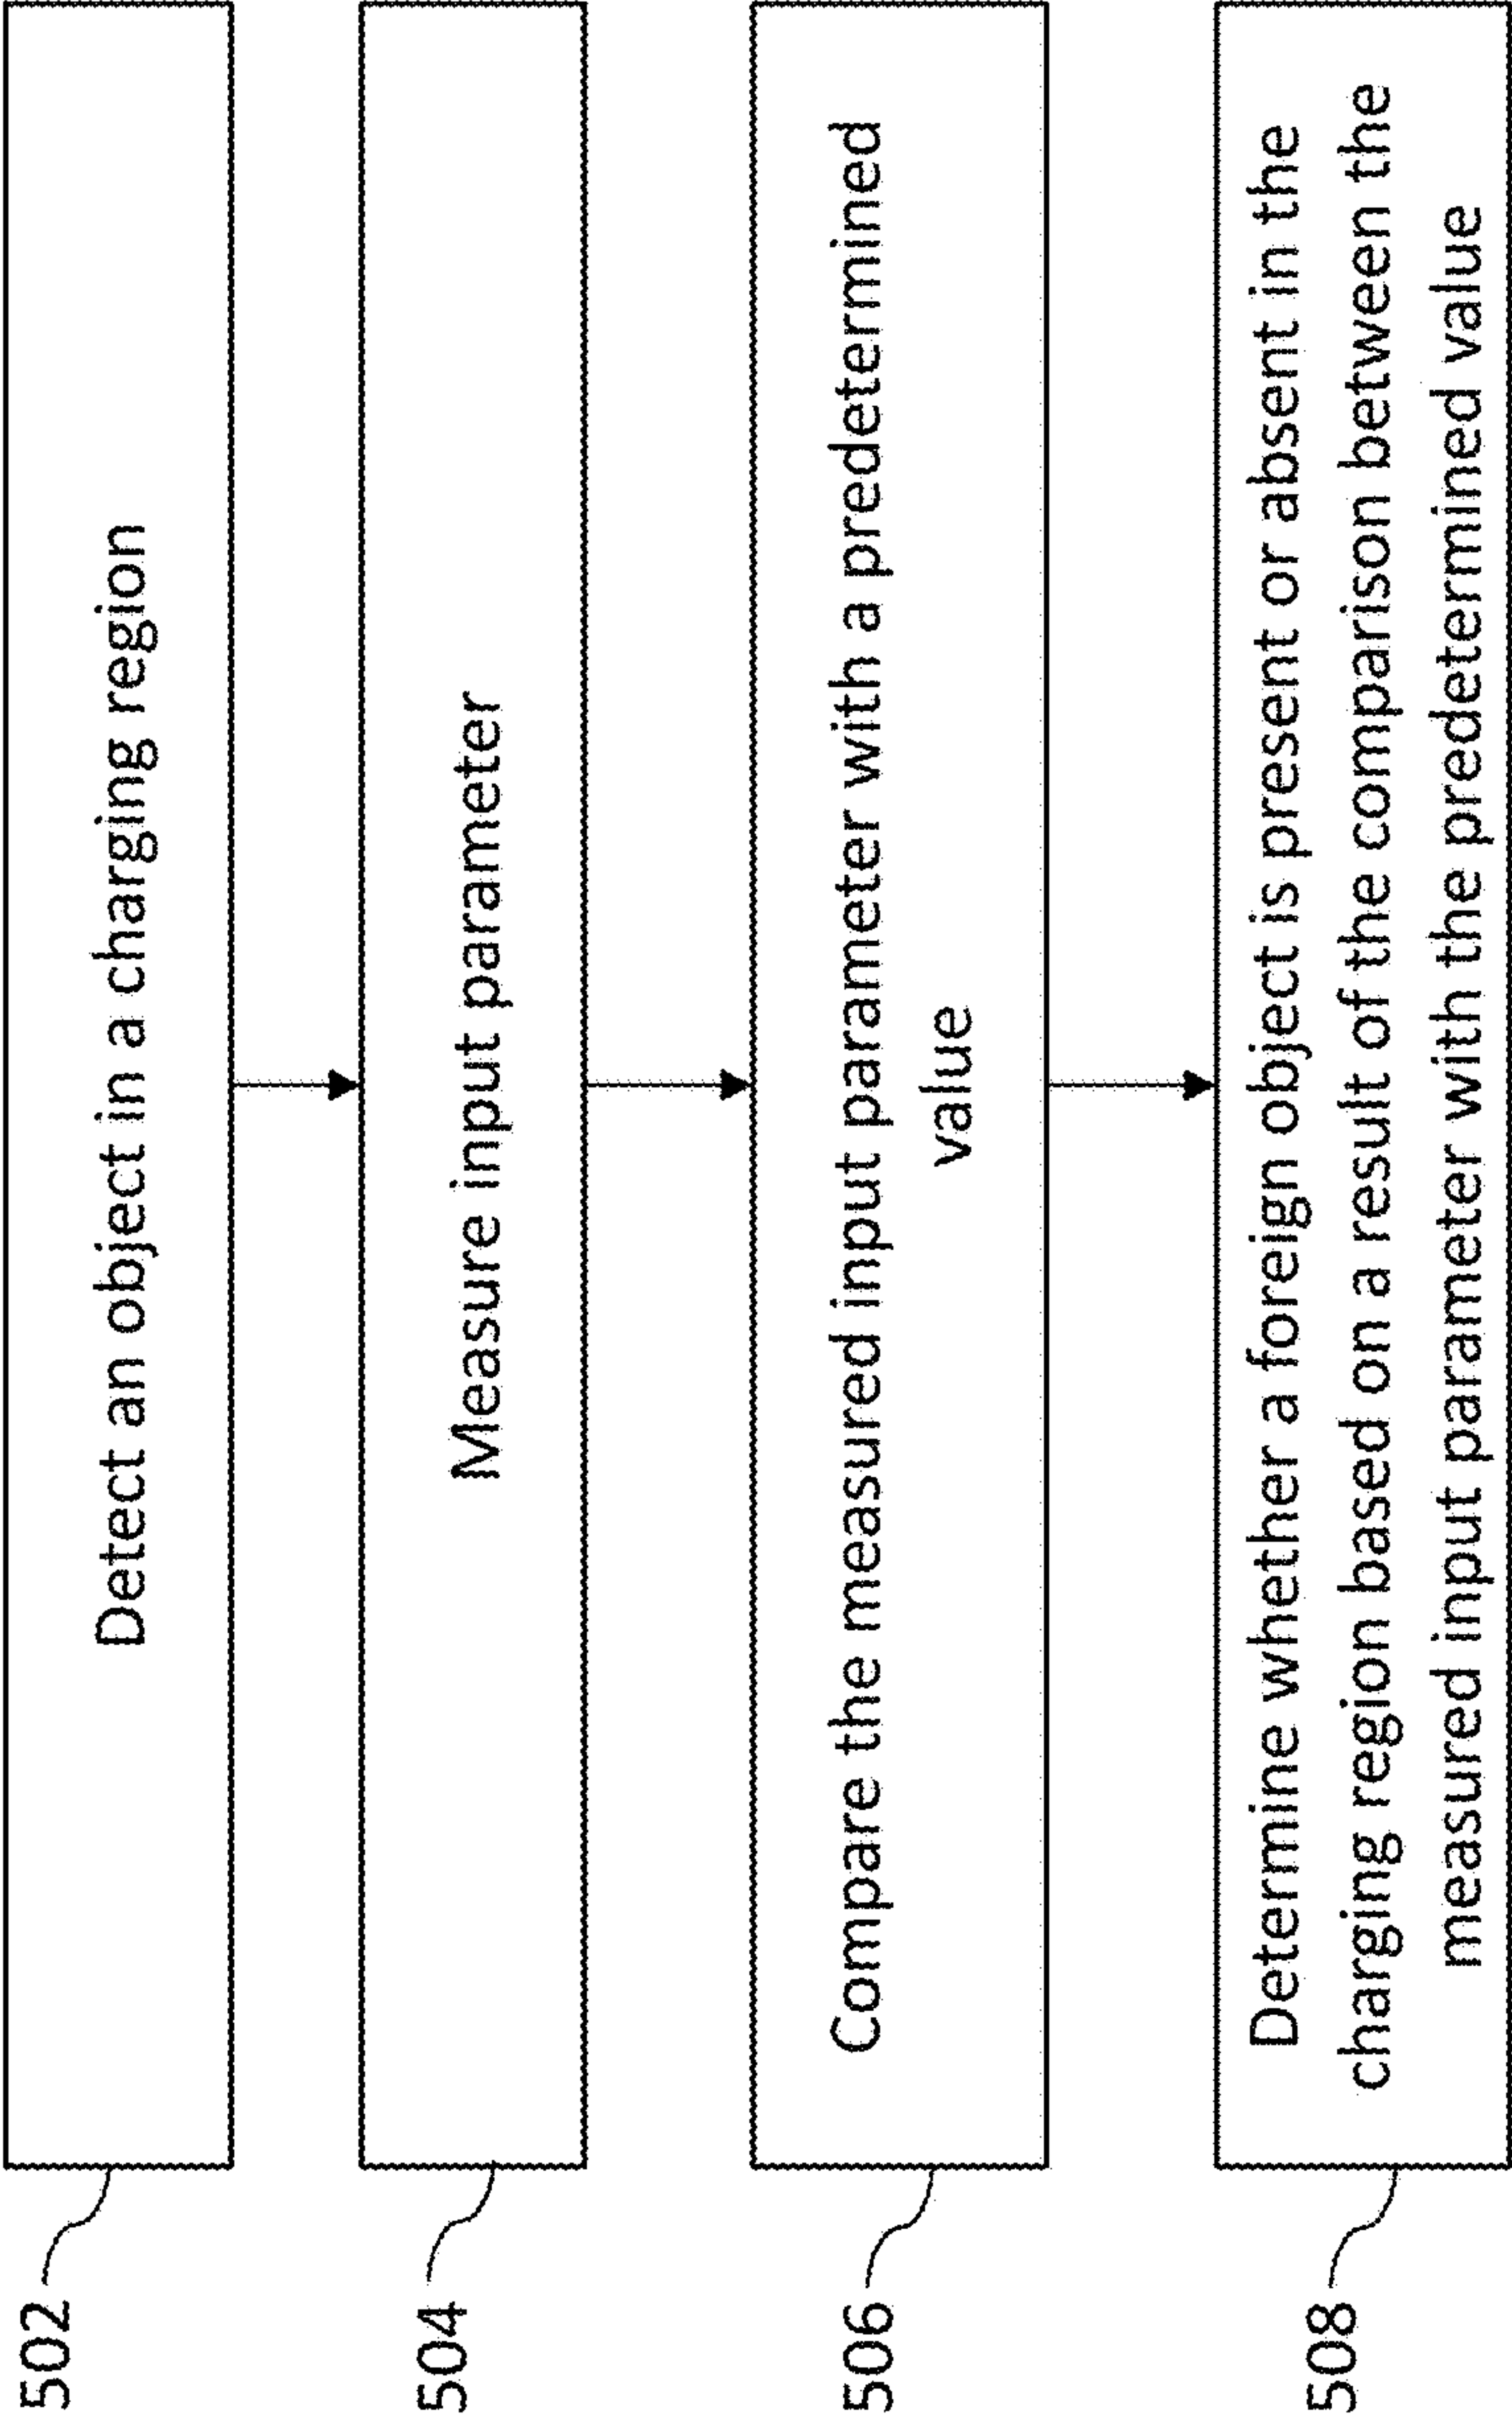 502
Detect an object in a charging region
504
Measure input parameter
506
Compare the measured input parameter with a predetermined
value
508
Determine whether a foreign object is present or absent in the
charging region based on a result of the comparison between the
measured input parameter with the predetermined value